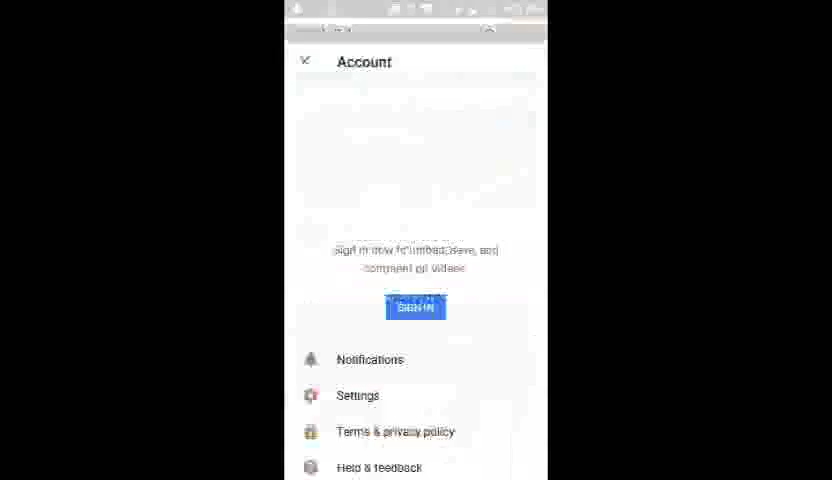 Account
Sign in now to upload, save, and
comment on videos
SIGN IN
Notifications
Settings
Terms & privacy policy
Help & feedback